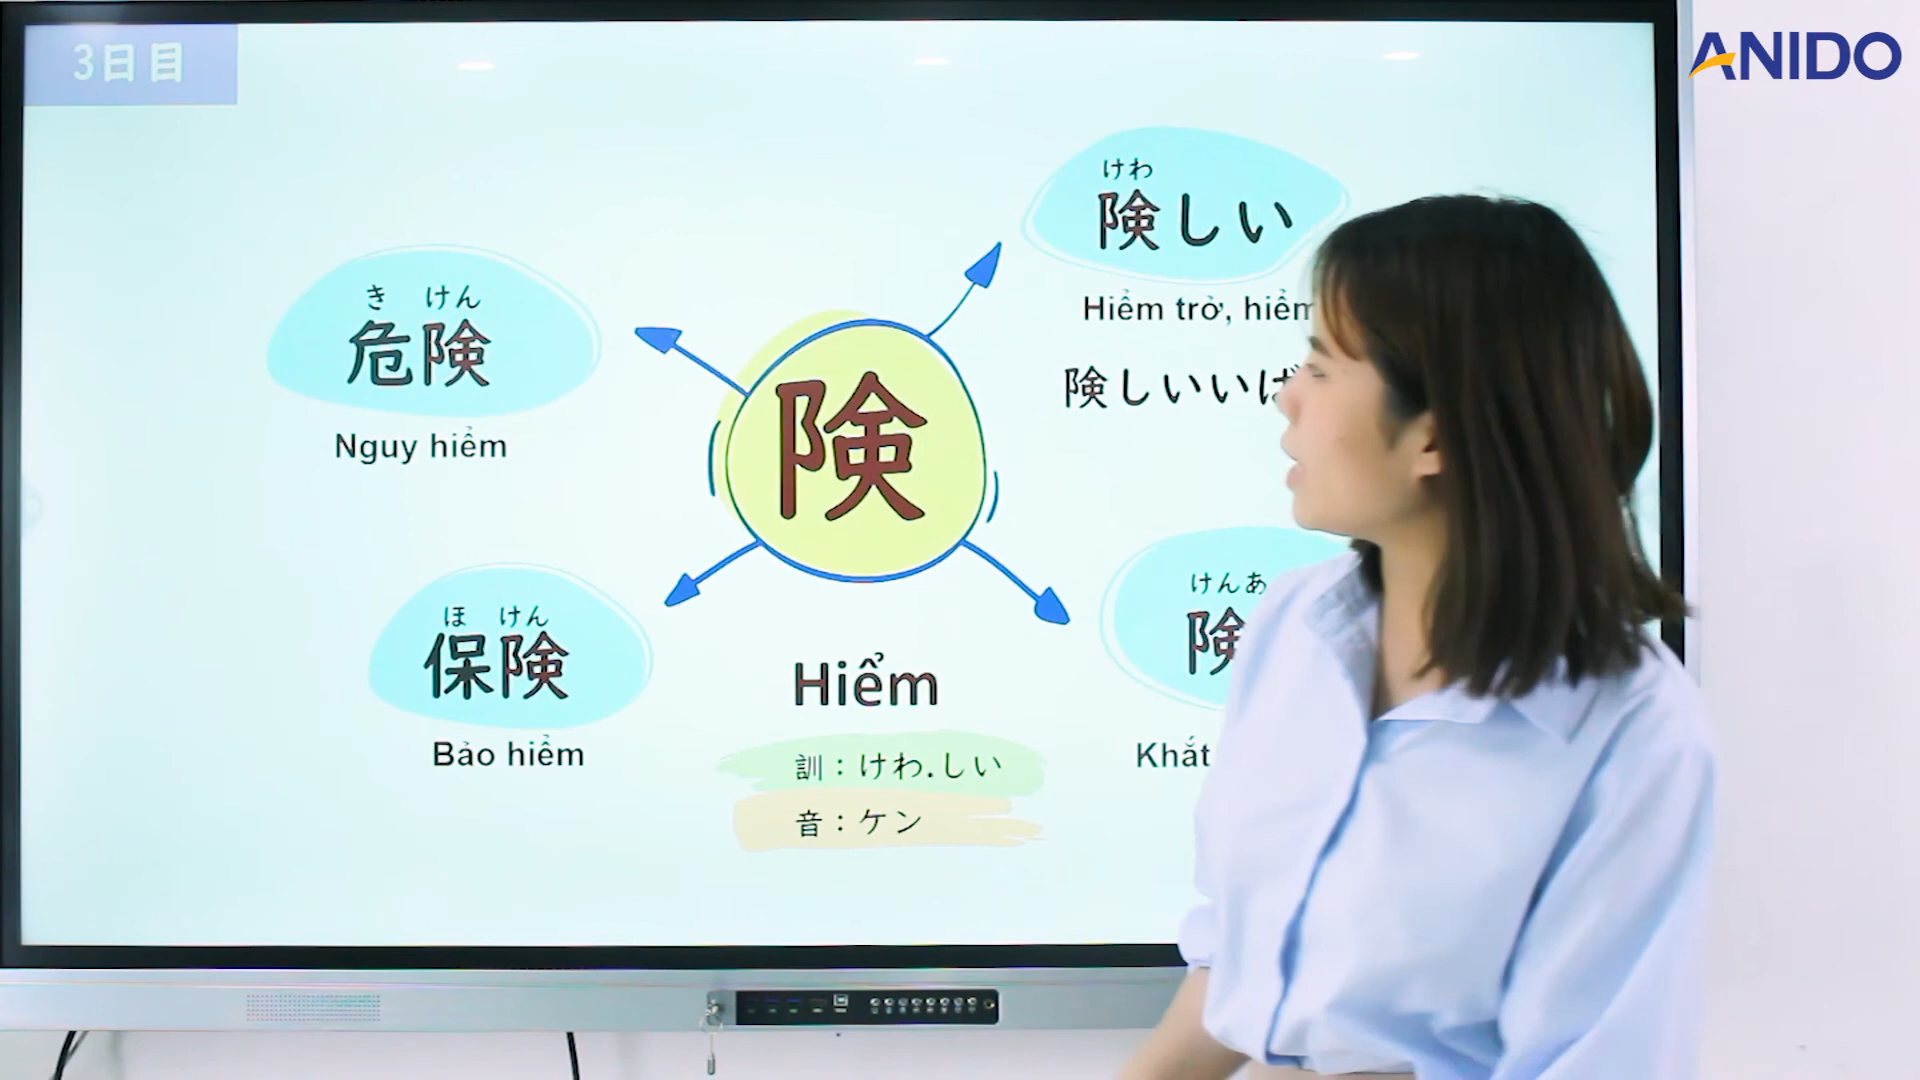 3日目
ANIDO
けわ
険しい
Hiểm trở, hiểm
険しいいば
き けん
危険
Nguy hiểm
険
ほ けん
保険
Bảo hiểm
けんあ
険
Khắt
Hiểm
訓：けわ.しい
音：ケン